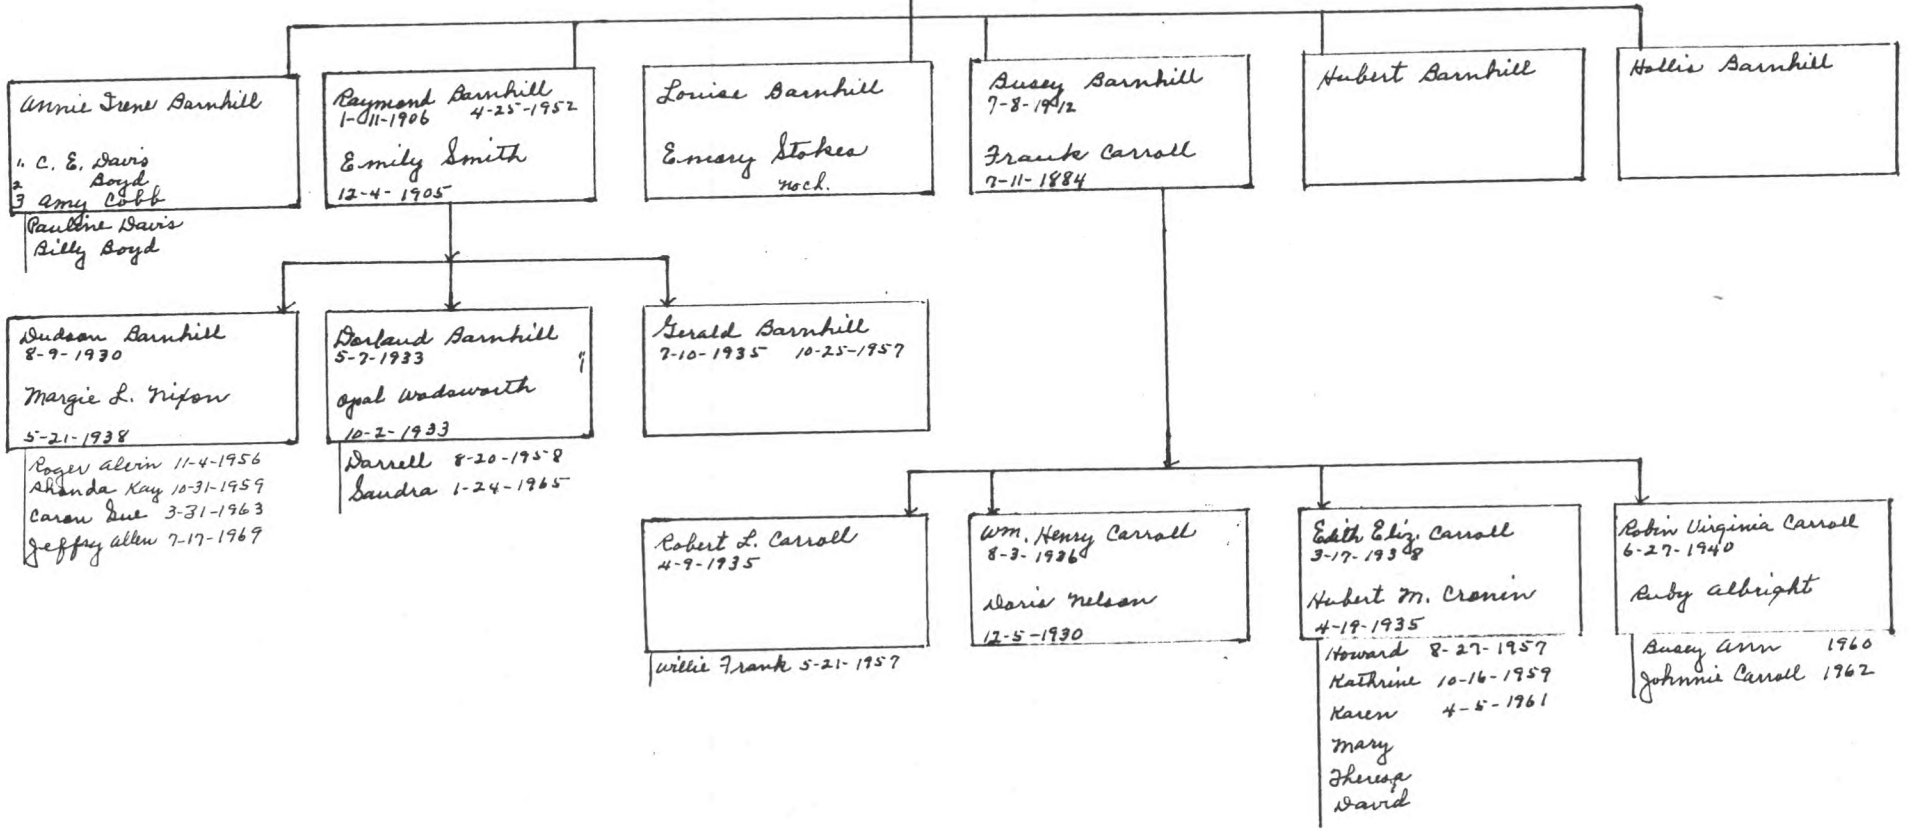 Annie Irene Barnhill
1. C. E. Davis
2 Boyd
3 Amy Cobb
Pauline Davis
Billy Boyd
Raymond Barnhill
1-11-1906 4-25-1952
Emily Smith
12-4-1905
Louise Barnhill
Emory Stokes
no ch.
Busey Barnhill
7-8-1912
Frank Carroll
7-11-1884
Hubert Barnhill
Hollis Barnhill
Dudson Barnhill
8-9-1930
Margie L. Nixon
5-21-1938
Roger Alvin 11-4-1956
Shonda Kay 10-31-1959
Caron Sue 3-31-1963
Jeffry Allen 7-17-1969
Dorland Barnhill
5-7-1933
Opal Wadsworth
10-2-1933
Darrell 8-20-1958
Sandra 1-24-1965
Gerald Barnhill
7-10-1935 10-25-1957
Robert L. Carroll
4-9-1935
Willie Frank 5-21-1957
Wm. Henry Carroll
8-3-1936
Doris Nelson
12-5-1930
Edith Eliz. Carroll
3-17-1938
Hubert M. Cronin
4-19-1935
Howard 8-27-1957
Kathrine 10-16-1959
Karen 4-5-1961
Mary
Theresa
David
Robin Virginia Carroll
6-27-1940
Ruby Albright
Busey Ann 1960
Johnnie Carroll 1962